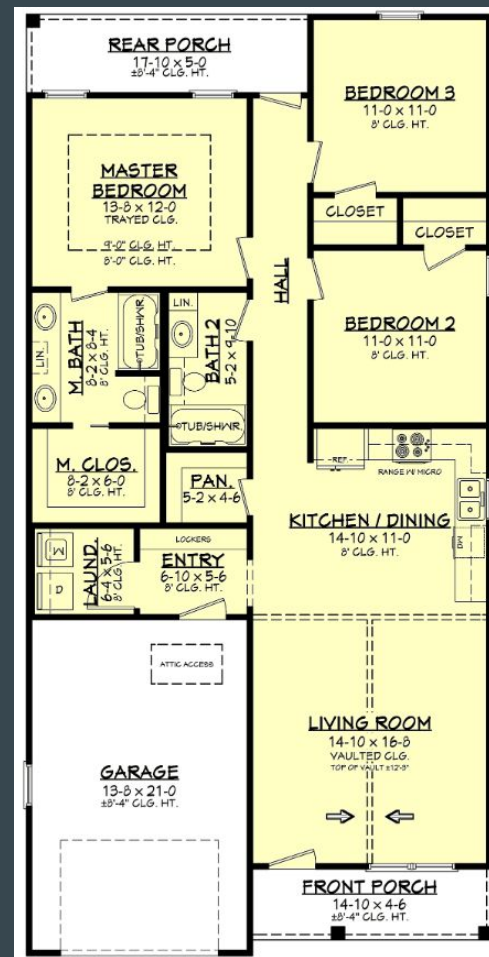 REAR PORCH
17-10 x 5-0
±8'-4" CLG. HT.
BEDROOM 3
11-0 x 11-0
8' CLG. HT.
MASTER
BEDROOM
13-8 x 12-0
TRAYED CLG.
9'-0" CLG. HT.
8'-0" CLG. HT.
CLOSET
CLOSET
HALL
LIN.
M. BATH
8-2 x 8-4
8' CLG. HT.
LIN.
TUB/SHWR.
BATH 2
5-2 x 9-10
TUB/SHWR.
BEDROOM 2
11-0 x 11-0
8' CLG. HT.
M. CLOS.
8-2 x 6-0
8' CLG. HT.
PAN.
5-2 x 4-6
REF.
RANGE W/ MICRO
KITCHEN / DINING
14-10 x 11-0
8' CLG. HT.
DW
LAUND.
6-4 x 5-6
8' CLG. HT.
W
D
LOCKERS
ENTRY
6-10 x 5-6
8' CLG. HT.
ATTIC ACCESS
GARAGE
13-8 x 21-0
±8'-4" CLG. HT.
LIVING ROOM
14-10 x 16-8
VAULTED CLG.
TOP OF VAULT ±12'-8"
FRONT PORCH
14-10 x 4-6
±8'-4" CLG. HT.